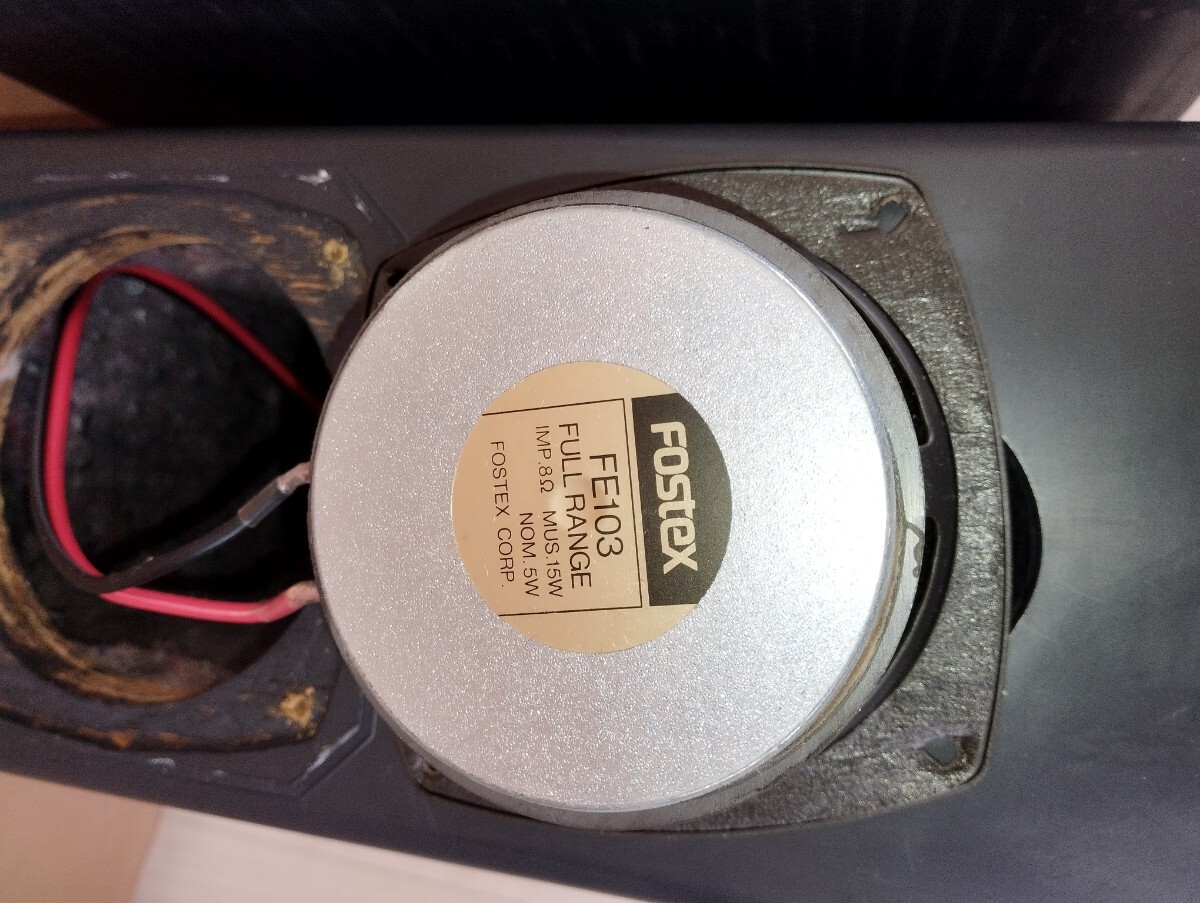 FOSTEX
FE103
FULL RANGE
IMP.8Ω MUS.15W
NOM. 5W
FOSTEX CORP.